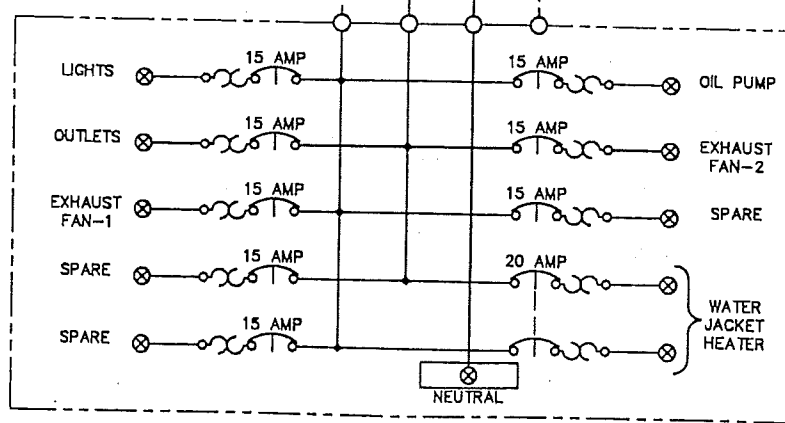 LIGHTS
15 AMP
15 AMP
OIL PUMP
OUTLETS
15 AMP
15 AMP
EXHAUST
FAN-2
EXHAUST
FAN-1
15 AMP
15 AMP
SPARE
SPARE
15 AMP
20 AMP
WATER
JACKET
HEATER
SPARE
15 AMP
NEUTRAL